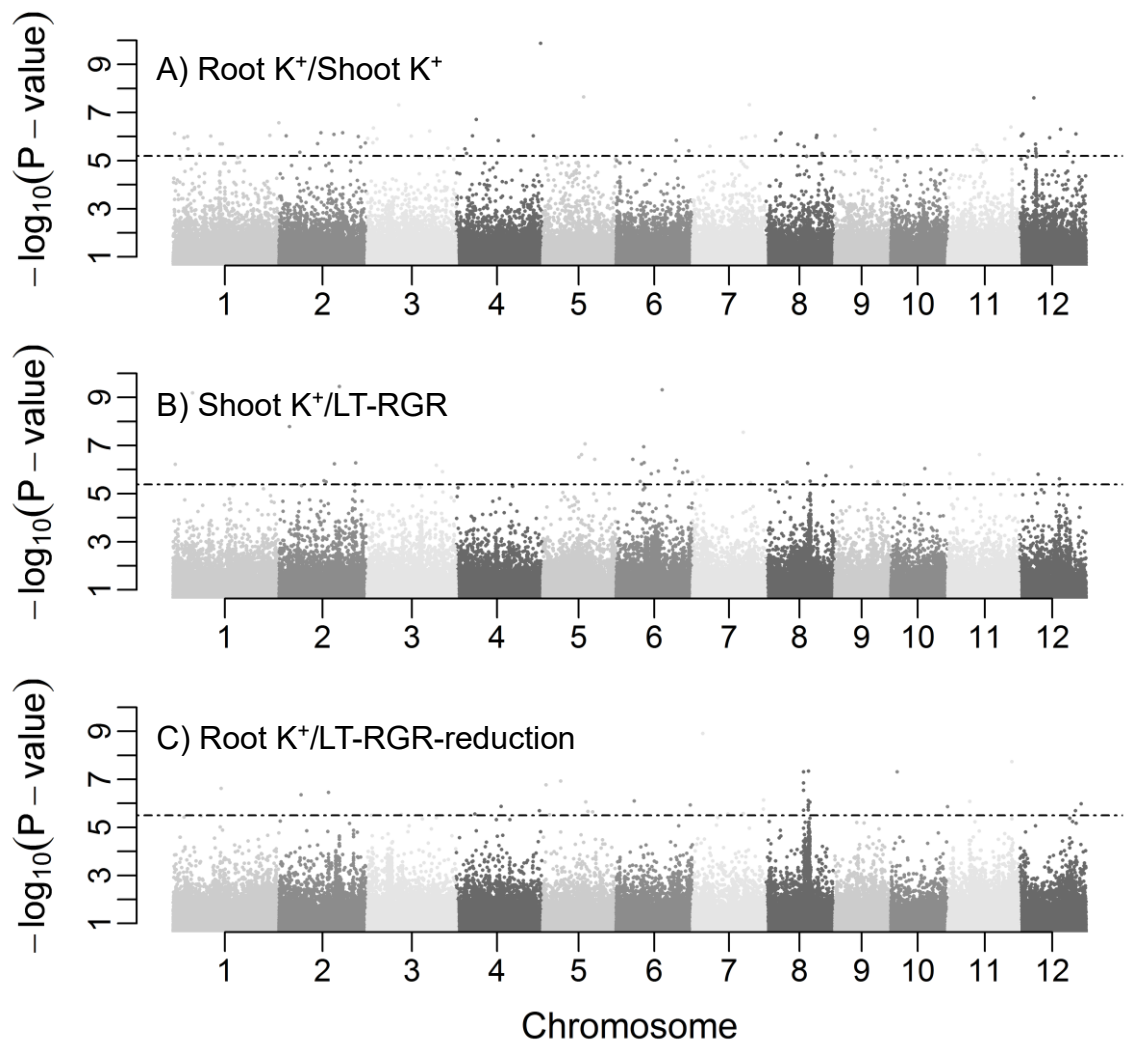 A) Root K⁺/Shoot K⁺
−log₁₀(P − value)
9
7
5
3
1
1 2 3 4 5 6 7 8 9 10 11 12
B) Shoot K⁺/LT-RGR
−log₁₀(P − value)
9
7
5
3
1
1 2 3 4 5 6 7 8 9 10 11 12
C) Root K⁺/LT-RGR-reduction
−log₁₀(P − value)
9
7
5
3
1
1 2 3 4 5 6 7 8 9 10 11 12
Chromosome